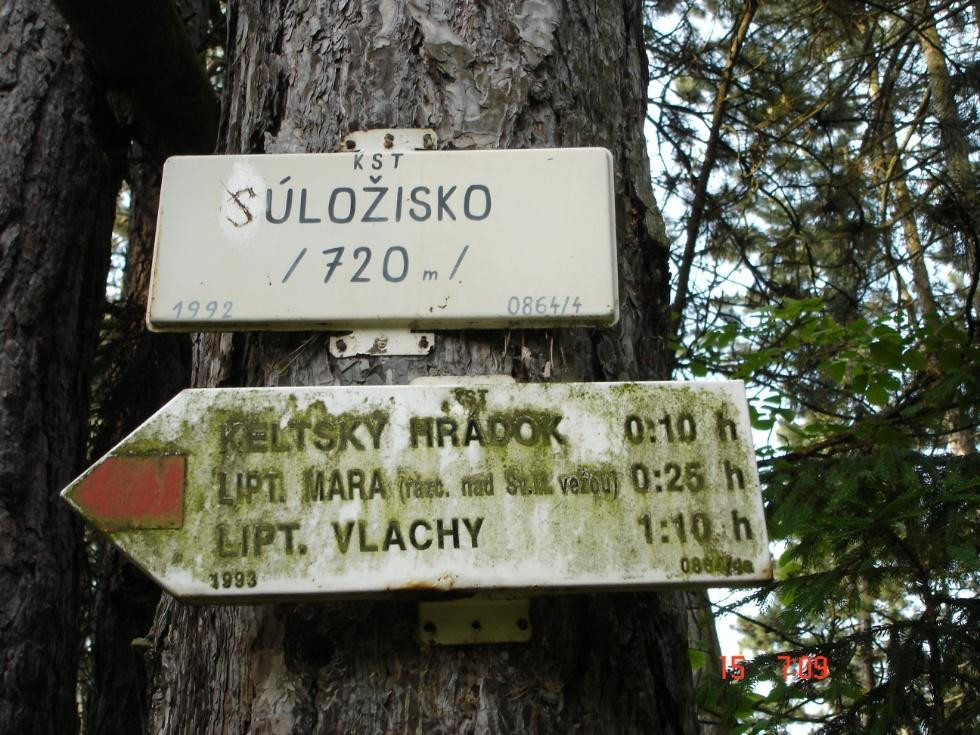 KST
SÚLOŽISKO
/ 720 m /
1992 0864/4
KST
KELTSKÝ HRÁDOK 0:10 h
LIPT. MARA (rázc. nad Sv.M. vežou) 0:25 h
LIPT. VLACHY 1:10 h
1993
15 7:09